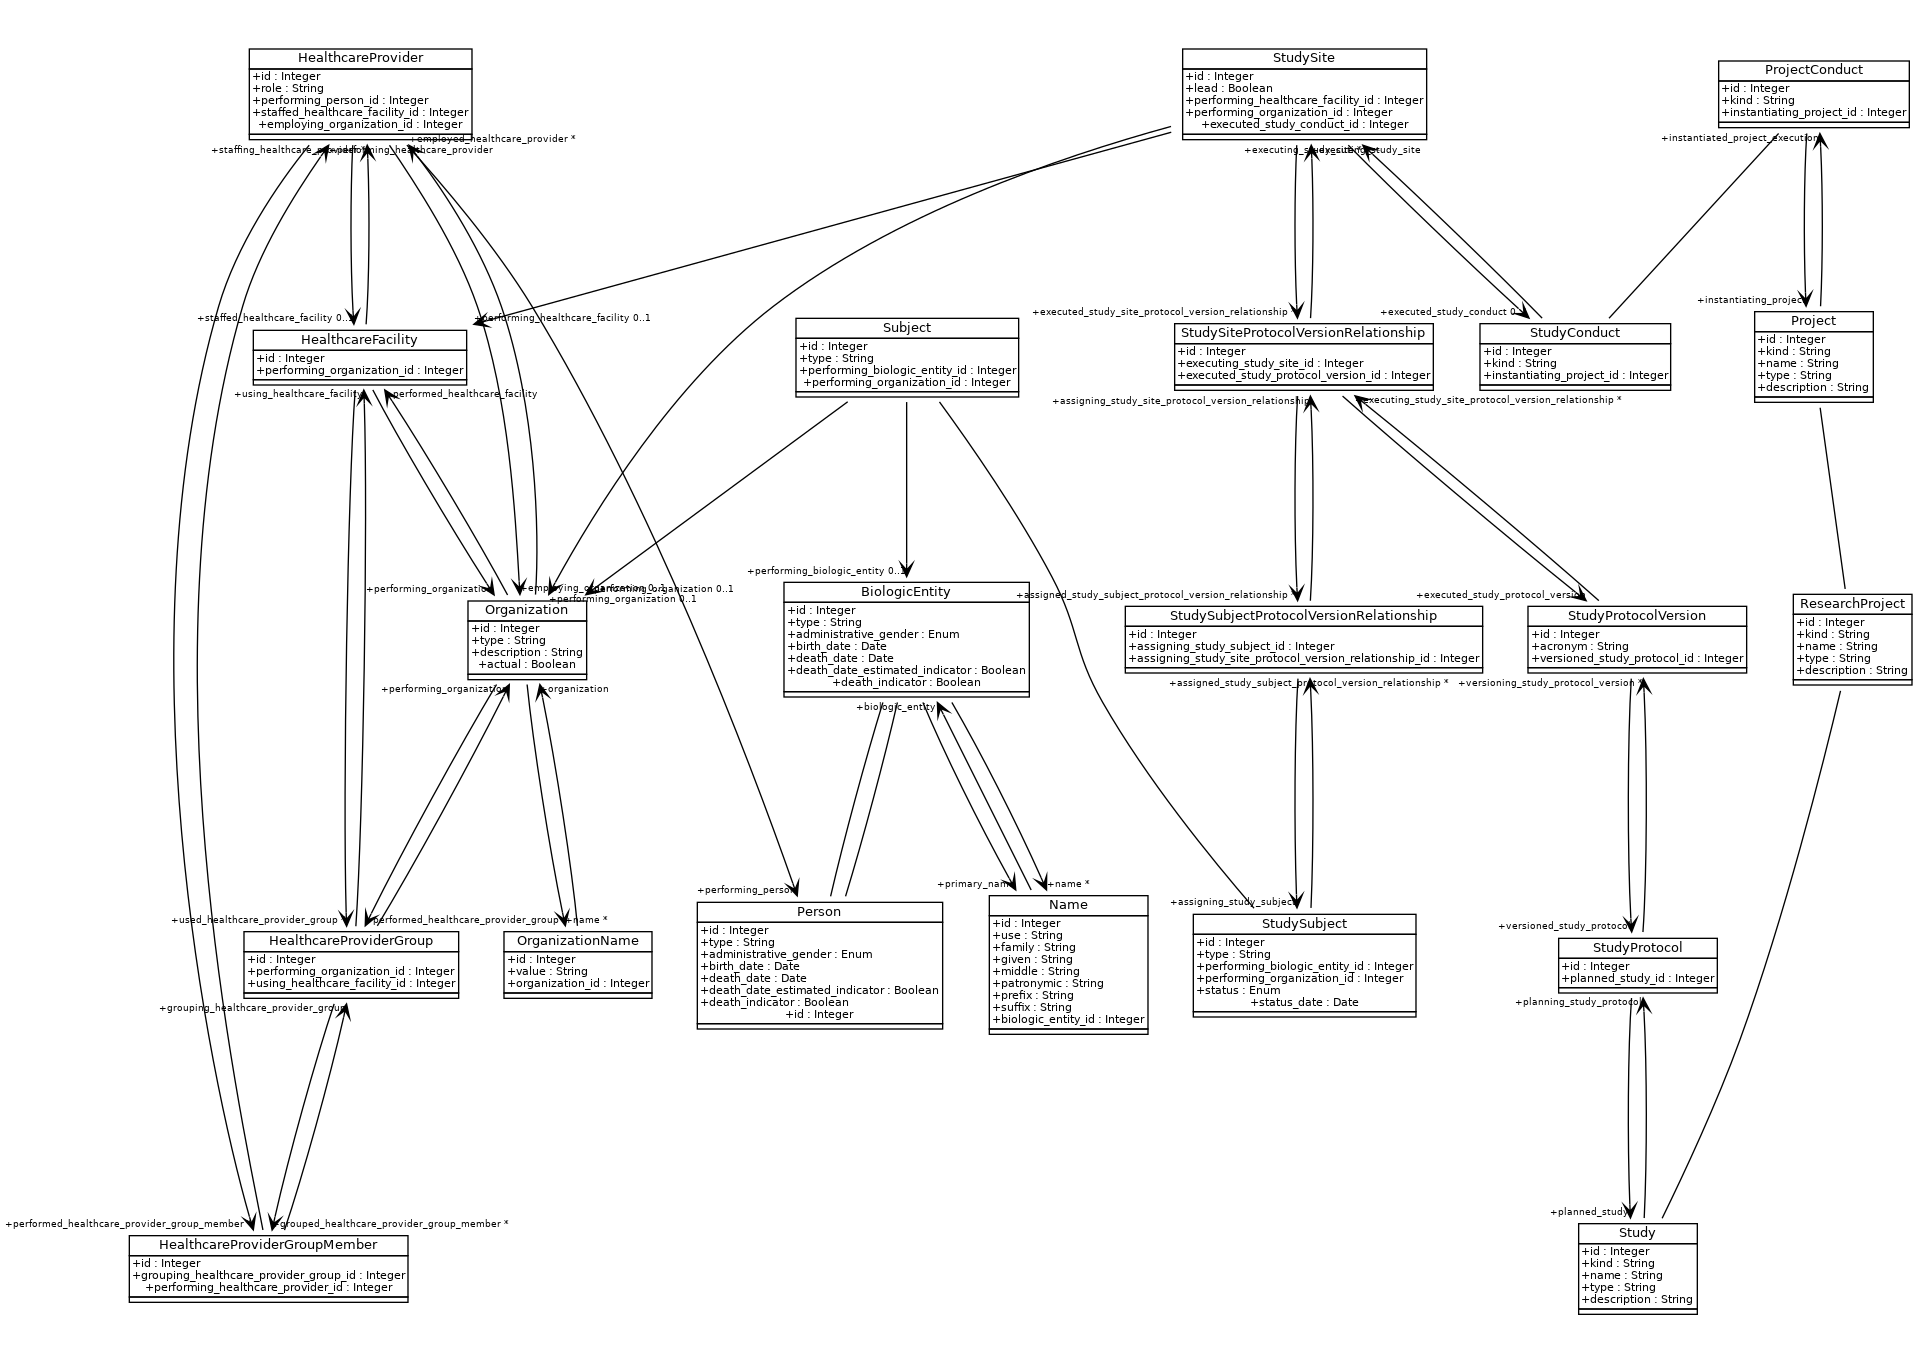 HealthcareProvider
+id : Integer
+role : String
+performing_person_id : Integer
+staffed_healthcare_facility_id : Integer
+employing_organization_id : Integer
StudySite
+id : Integer
+lead : Boolean
+performing_healthcare_facility_id : Integer
+performing_organization_id : Integer
+executed_study_conduct_id : Integer
ProjectConduct
+id : Integer
+kind : String
+instantiating_project_id : Integer
+employed_healthcare_provider *
+staffing_healthcare_provider *
+performing_healthcare_provider
+executing_study_site *
+executing_study_site
+instantiated_project_execution
+instantiating_project
+staffed_healthcare_facility 0..1
+performing_healthcare_facility 0..1
+executed_study_site_protocol_version_relationship *
+executed_study_conduct 0..1
HealthcareFacility
+id : Integer
+performing_organization_id : Integer
Subject
+id : Integer
+type : String
+performing_biologic_entity_id : Integer
+performing_organization_id : Integer
StudySiteProtocolVersionRelationship
+id : Integer
+executing_study_site_id : Integer
+executed_study_protocol_version_id : Integer
StudyConduct
+id : Integer
+kind : String
+instantiating_project_id : Integer
Project
+id : Integer
+kind : String
+name : String
+type : String
+description : String
+using_healthcare_facility
+performed_healthcare_facility
+assigning_study_site_protocol_version_relationship
+executing_study_site_protocol_version_relationship *
+performing_biologic_entity 0..1
+performing_organization
+employing_organization 0..1
+performing_organization 0..1
+performing_organization 0..1
+assigned_study_subject_protocol_version_relationship *
+executed_study_protocol_version
Organization
+id : Integer
+type : String
+description : String
+actual : Boolean
BiologicEntity
+id : Integer
+type : String
+administrative_gender : Enum
+birth_date : Date
+death_date : Date
+death_date_estimated_indicator : Boolean
+death_indicator : Boolean
StudySubjectProtocolVersionRelationship
+id : Integer
+assigning_study_subject_id : Integer
+assigning_study_site_protocol_version_relationship_id : Integer
StudyProtocolVersion
+id : Integer
+acronym : String
+versioned_study_protocol_id : Integer
ResearchProject
+id : Integer
+kind : String
+name : String
+type : String
+description : String
+performing_organization
+organization
+biologic_entity
+assigned_study_subject_protocol_version_relationship *
+versioning_study_protocol_version *
+used_healthcare_provider_group *
+performed_healthcare_provider_group
+name *
+performing_person
+primary_name
+name *
+assigning_study_subject
+versioned_study_protocol
HealthcareProviderGroup
+id : Integer
+performing_organization_id : Integer
+using_healthcare_facility_id : Integer
OrganizationName
+id : Integer
+value : String
+organization_id : Integer
Person
+id : Integer
+type : String
+administrative_gender : Enum
+birth_date : Date
+death_date : Date
+death_date_estimated_indicator : Boolean
+death_indicator : Boolean
+id : Integer
Name
+id : Integer
+use : String
+family : String
+given : String
+middle : String
+patronymic : String
+prefix : String
+suffix : String
+biologic_entity_id : Integer
StudySubject
+id : Integer
+type : String
+performing_biologic_entity_id : Integer
+performing_organization_id : Integer
+status : Enum
+status_date : Date
StudyProtocol
+id : Integer
+planned_study_id : Integer
+grouping_healthcare_provider_group
+planning_study_protocol
+performed_healthcare_provider_group_member *
+grouped_healthcare_provider_group_member *
+planned_study
HealthcareProviderGroupMember
+id : Integer
+grouping_healthcare_provider_group_id : Integer
+performing_healthcare_provider_id : Integer
Study
+id : Integer
+kind : String
+name : String
+type : String
+description : String